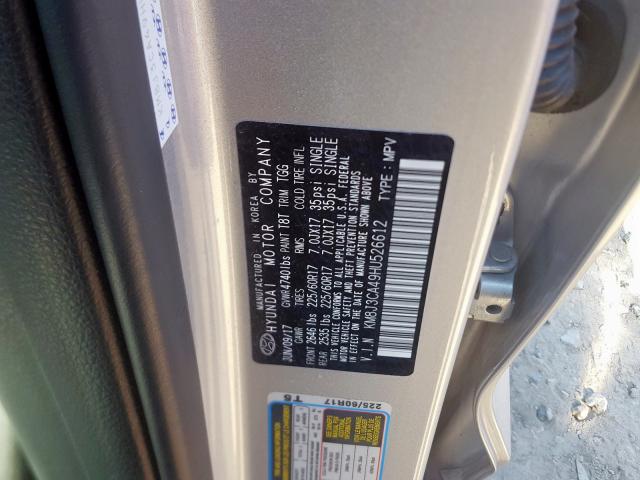 MANUFACTURED IN KOREA BY
HYUNDAI MOTOR COMPANY
JUN/09/17 GVWR 4740lbs PAINT T8T TRIM TGG
GAWR TIRES RIMS COLD TIRE INFL
FRONT 2646lbs 225/60R17 7.0JX17 35psi SINGLE
REAR 2535lbs 225/60R17 7.0JX17 35psi SINGLE
THIS VEHICLE CONFORMS TO ALL APPLICABLE U.S.A. FEDERAL
MOTOR VEHICLE SAFETY AND THEFT PREVENTION STANDARDS
IN EFFECT ON THE DATE OF MANUFACTURE SHOWN ABOVE
V.I.N KM8J3CA49HU526612 TYPE : MPV
225/60R17
T5